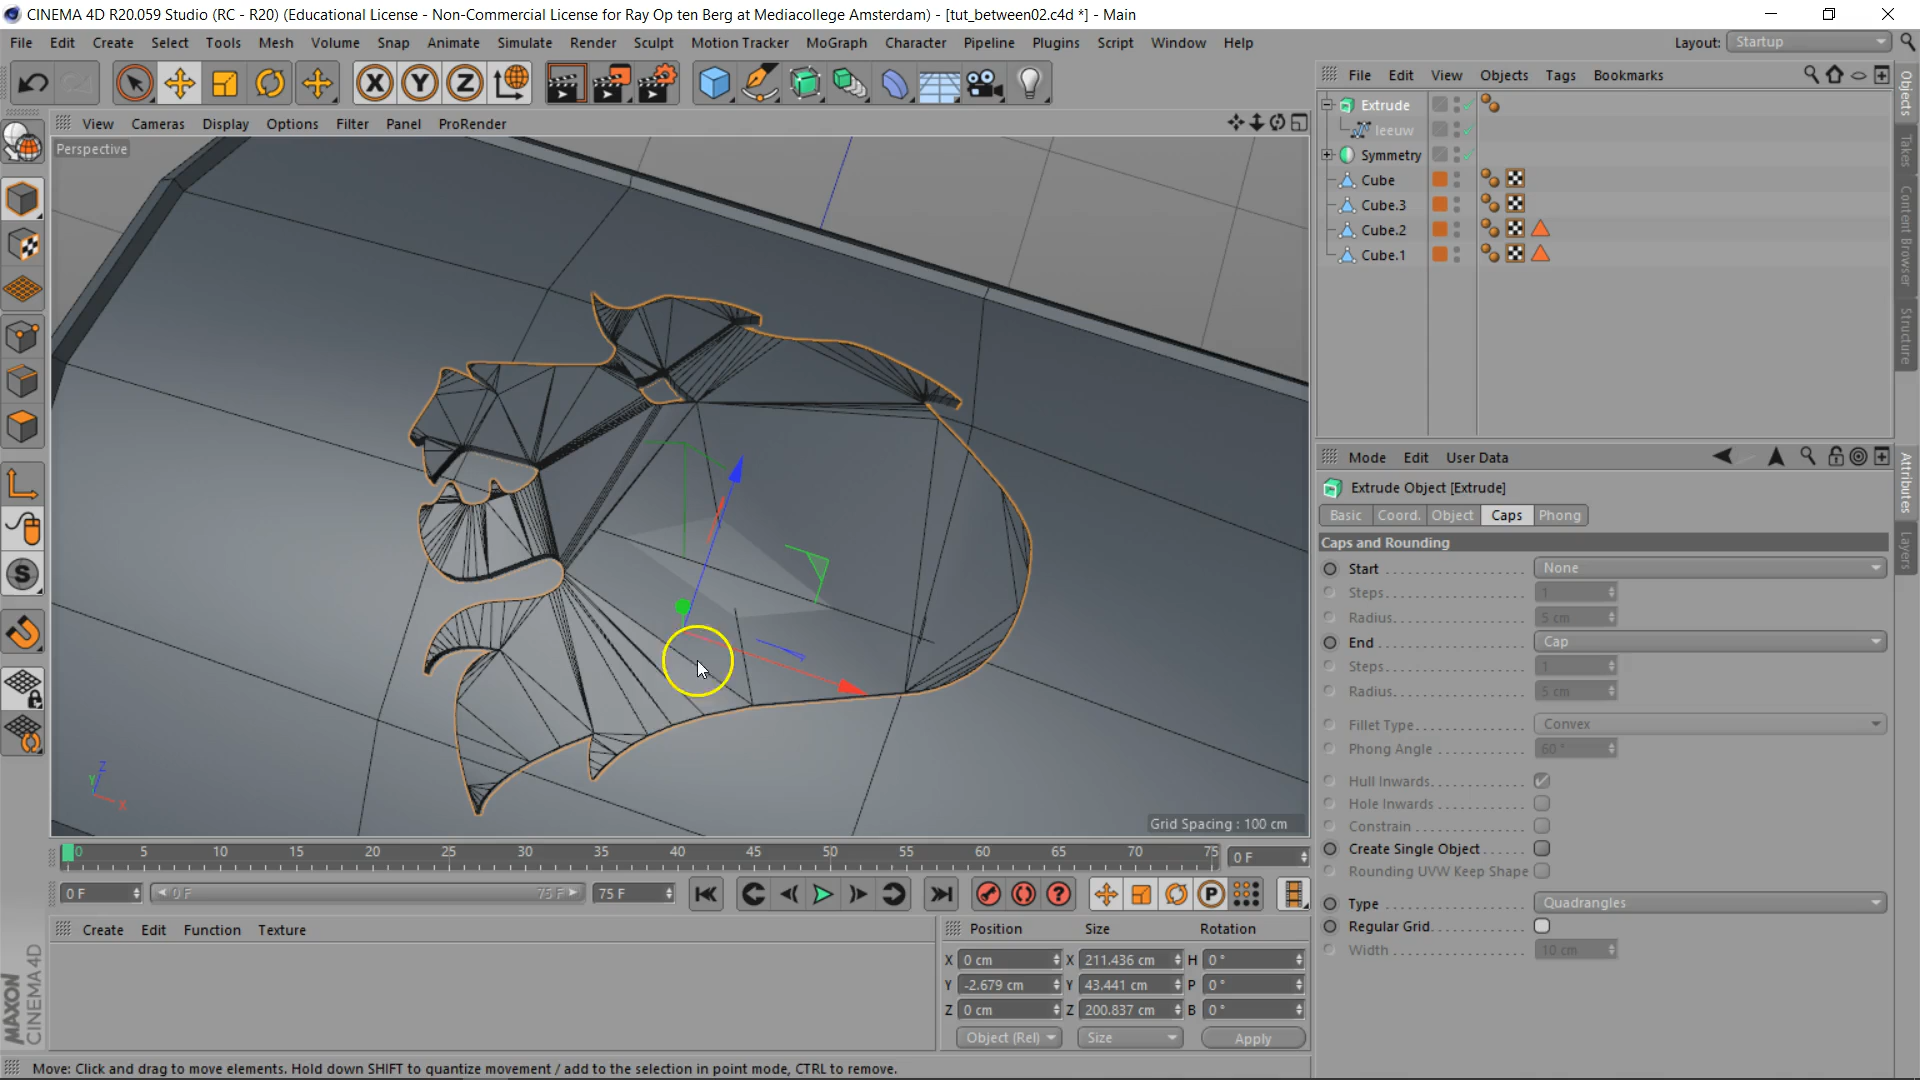 CINEMA 4D R20.059 Studio (RC - R20) (Educational License - Non-Commercial License for Ray Op ten Berg at Mediacollege Amsterdam) - [tut_between02.c4d *] - Main
File Edit Create Select Tools Mesh Volume Snap Animate Simulate Render Sculpt Motion Tracker MoGraph Character Pipeline Plugins Script Window Help
Layout: Startup
X Y Z
View Cameras Display Options Filter Panel ProRender
Perspective
Grid Spacing : 100 cm
Y Z X
S
0 5 10 15 20 25 30 35 40 45 50 55 60 65 70 75 0 F
0 F 0 F 75 F 75 F
P
Create Edit Function Texture
MAXON CINEMA 4D
Position Size Rotation
X 0 cm X 211.436 cm H 0 °
Y -2.679 cm Y 43.441 cm P 0 °
Z 0 cm Z 200.837 cm B 0 °
Object (Rel) Size Apply
Move: Click and drag to move elements. Hold down SHIFT to quantize movement / add to the selection in point mode, CTRL to remove.
File Edit View Objects Tags Bookmarks
Extrude
leeuw
Symmetry
Cube
Cube.3
Cube.2
Cube.1
Objects
Takes
Content Browser
Structure
Mode Edit User Data
Extrude Object [Extrude]
Basic Coord. Object Caps Phong
Caps and Rounding
Start None
Steps 1
Radius 5 cm
End Cap
Steps 1
Radius 5 cm
Fillet Type Convex
Phong Angle 60 °
Hull Inwards
Hole Inwards
Constrain
Create Single Object
Rounding UVW Keep Shape
Type Quadrangles
Regular Grid
Width 10 cm
Attributes
Layers